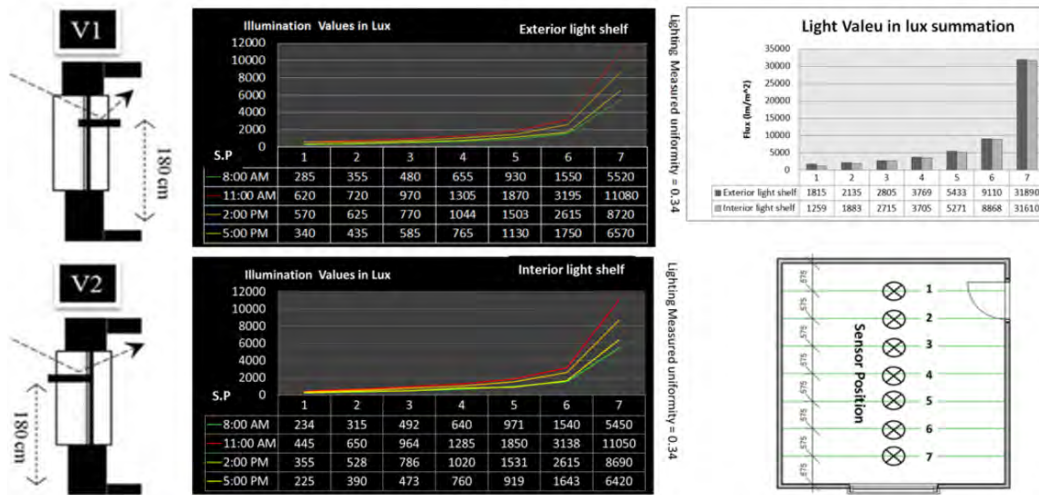 V1
180 cm
Illumination Values in Lux
Exterior light shelf
12000
10000
8000
6000
4000
2000
0
S.P 1 2 3 4 5 6 7
8:00 AM 285 355 480 655 930 1550 5520
11:00 AM 620 720 970 1305 1870 3195 11080
2:00 PM 570 625 770 1044 1503 2615 8720
5:00 PM 340 435 585 765 1130 1750 6570
Lighting Measured uniformity = 0.34
Light Valeu in lux summation
Flux (lm/m^2)
35000
30000
25000
20000
15000
10000
5000
0
1 2 3 4 5 6 7
Exterior light shelf 1815 2135 2805 3769 5433 9110 31890
Interior light shelf 1259 1883 2715 3705 5271 8868 31610
V2
180 cm
Illumination Values in Lux
Interior light shelf
12000
10000
8000
6000
4000
2000
0
S.P 1 2 3 4 5 6 7
8:00 AM 234 315 492 640 971 1540 5450
11:00 AM 445 650 964 1285 1850 3138 11050
2:00 PM 355 528 786 1020 1531 2615 8690
5:00 PM 225 390 473 760 919 1643 6420
Lighting Measured uniformity = 0.34
Sensor Position
.575
.575
.575
.575
.575
.575
.575
.575
1
2
3
4
5
6
7